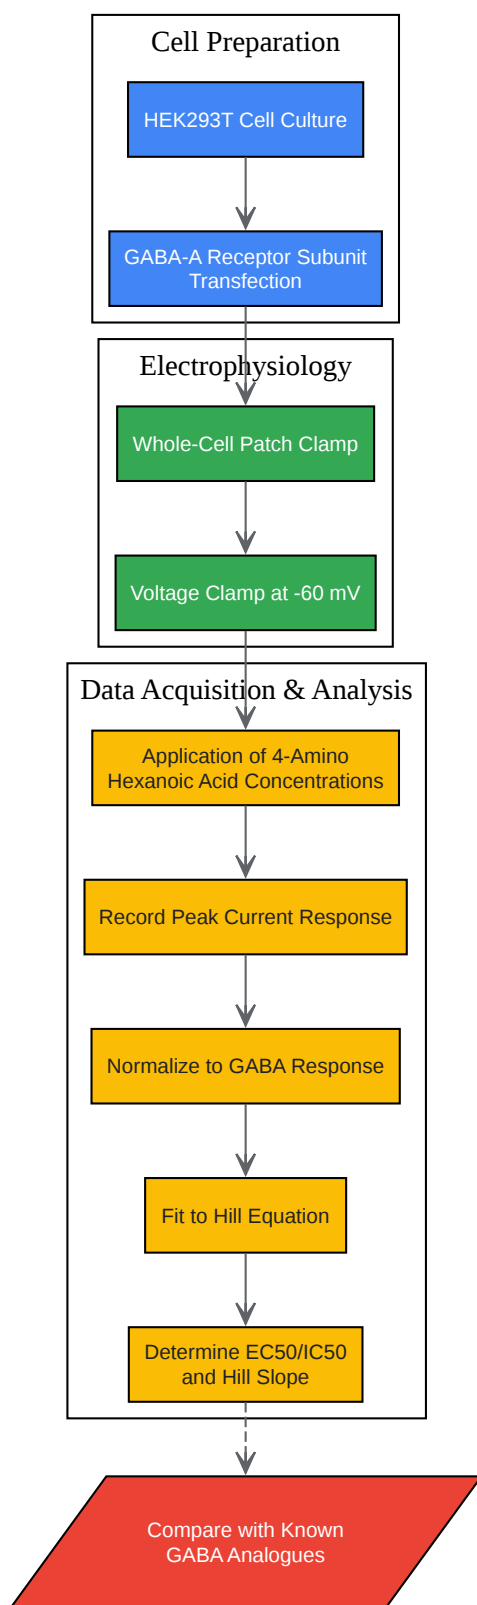 Cell Preparation
HEK293T Cell Culture
GABA-A Receptor Subunit
Transfection
Electrophysiology
Whole-Cell Patch Clamp
Voltage Clamp at -60 mV
Data Acquisition & Analysis
Application of 4-Amino
Hexanoic Acid Concentrations
Record Peak Current Response
Normalize to GABA Response
Fit to Hill Equation
Determine EC50/IC50
and Hill Slope
Compare with Known
GABA Analogues